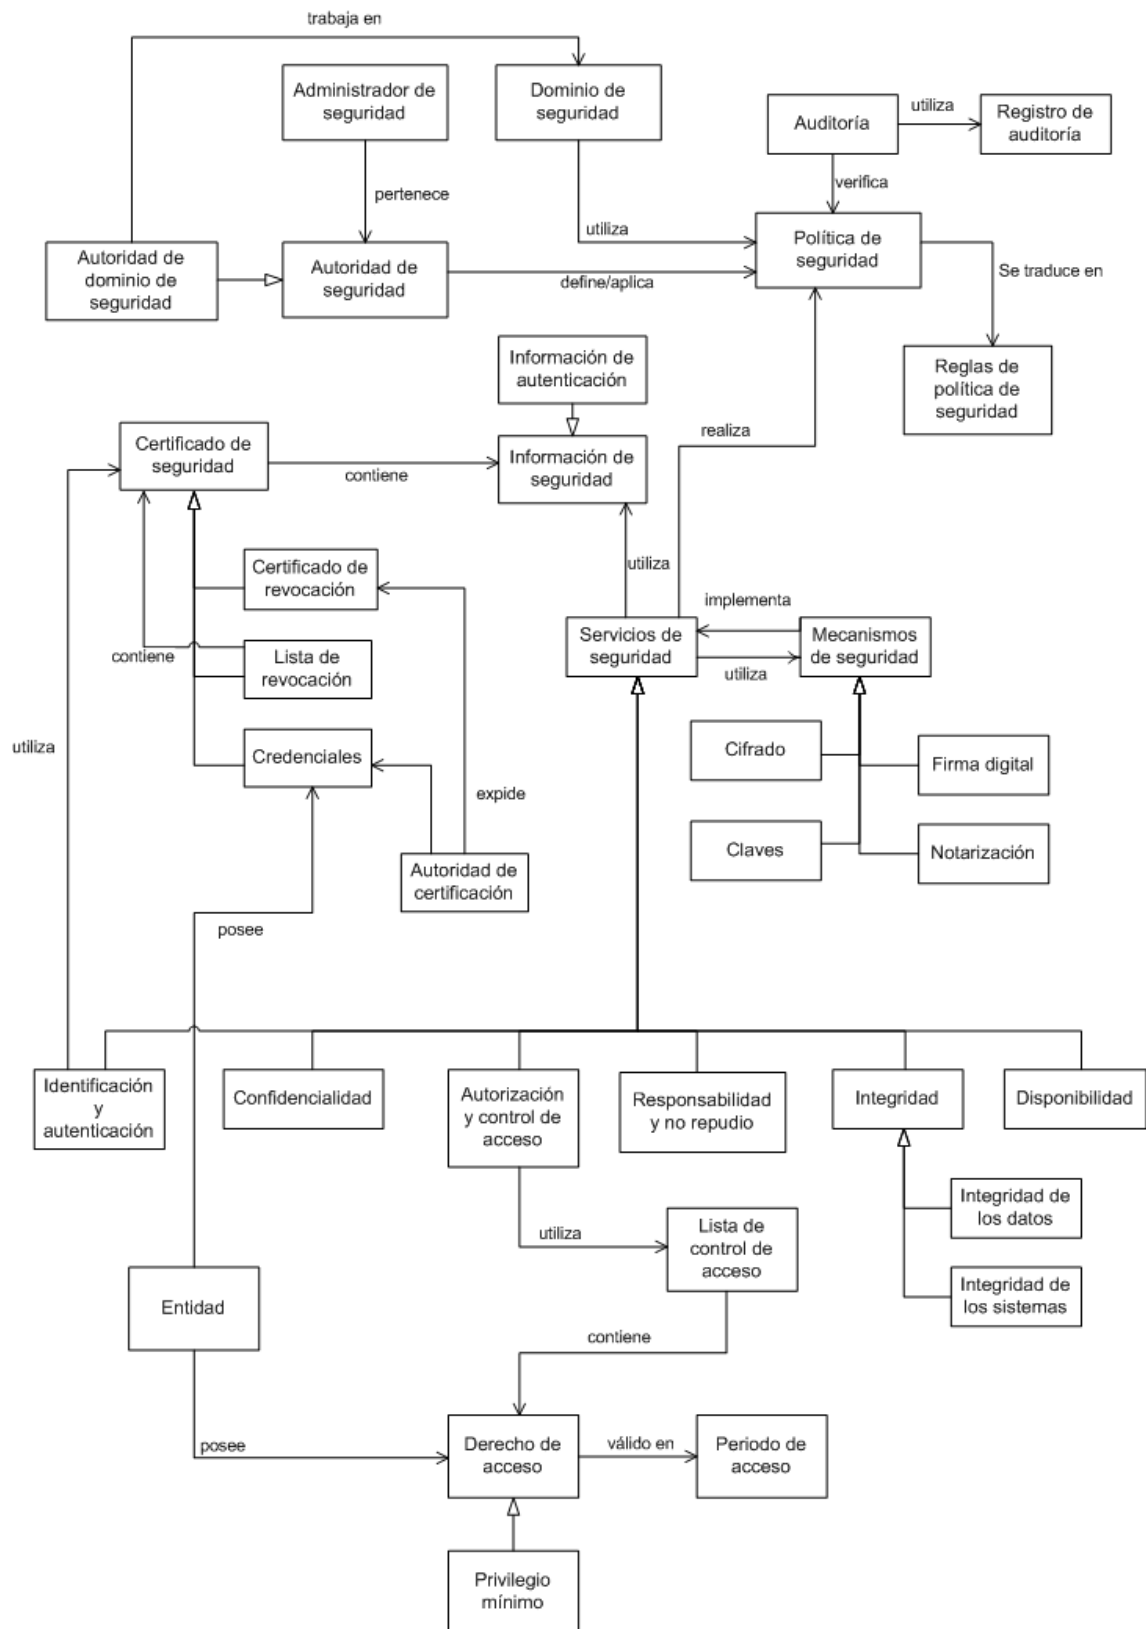 trabaja en
Administrador de
seguridad
Dominio de
seguridad
Auditoría
utiliza
Registro de
auditoría
pertenece
verifica
Autoridad de
dominio de
seguridad
Autoridad de
seguridad
utiliza
define/aplica
Política de
seguridad
Se traduce en
Información de
autenticación
Reglas de
política de
seguridad
Certificado de
seguridad
contiene
Información de
seguridad
realiza
Certificado de
revocación
utiliza
implementa
contiene
Lista de
revocación
Servicios de
seguridad
utiliza
Mecanismos
de seguridad
utiliza
Credenciales
expide
Cifrado
Firma digital
Autoridad de
certificación
Claves
Notarización
posee
Identificación
y
autenticación
Confidencialidad
Autorización
y control de
acceso
Responsabilidad
y no repudio
Integridad
Disponibilidad
utiliza
Lista de
control de
acceso
Integridad de
los datos
Integridad de
los sistemas
Entidad
contiene
posee
Derecho de
acceso
válido en
Periodo de
acceso
Privilegio
mínimo